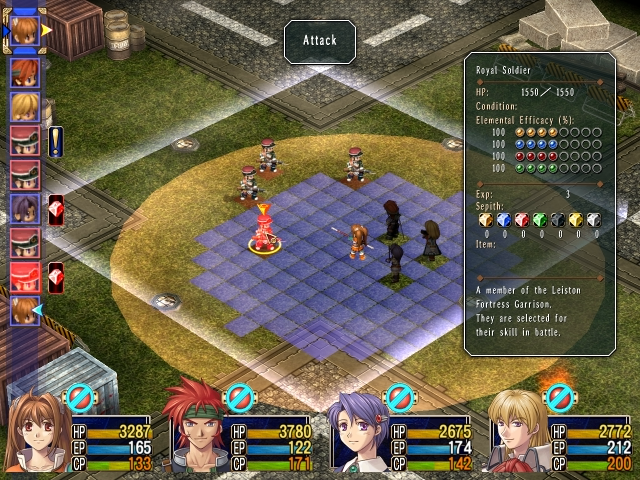 Attack
Royal Soldier
HP: 1550／ 1550
Condition:
Elemental Efficacy (%):
100
100
100
100
Exp: 3
Sepith:
0 0 0 0 0 0 0
Item:
A member of the Leiston
Fortress Garrison.
They are selected for
their skill in battle.
HP 3287
EP 165
CP 133
HP 3780
EP 122
CP 171
HP 2675
EP 174
CP 142
HP 2772
EP 212
CP 200